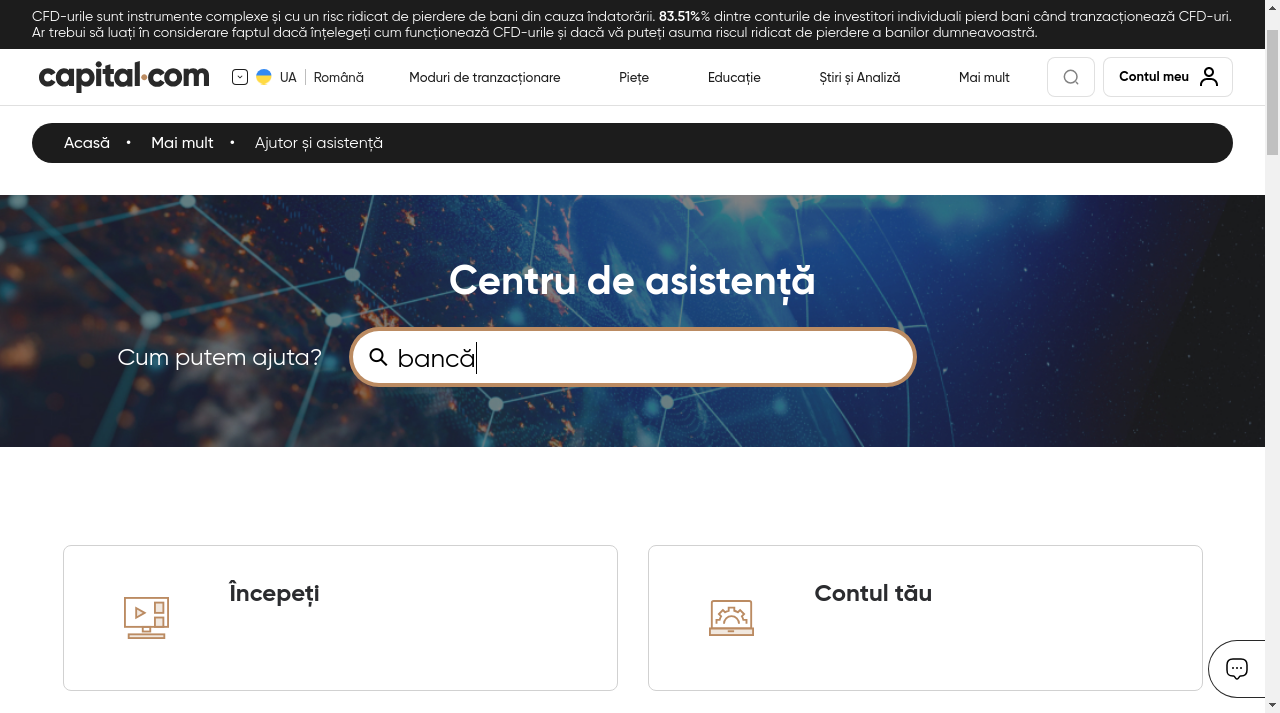 CFD-urile sunt instrumente complexe și cu un risc ridicat de pierdere de bani din cauza îndatorării. 83.51%% dintre conturile de investitori individuali pierd bani când tranzacționează CFD-uri.
Ar trebui să luați în considerare faptul dacă înțelegeți cum funcționează CFD-urile și dacă vă puteți asuma riscul ridicat de pierdere a banilor dumneavoastră.
capital.com UA Română Moduri de tranzacționare Piețe Educație Știri și Analiză Mai mult Contul meu
Acasă • Mai mult • Ajutor și asistență
Centru de asistență
Cum putem ajuta? bancă
Începeți Contul tău